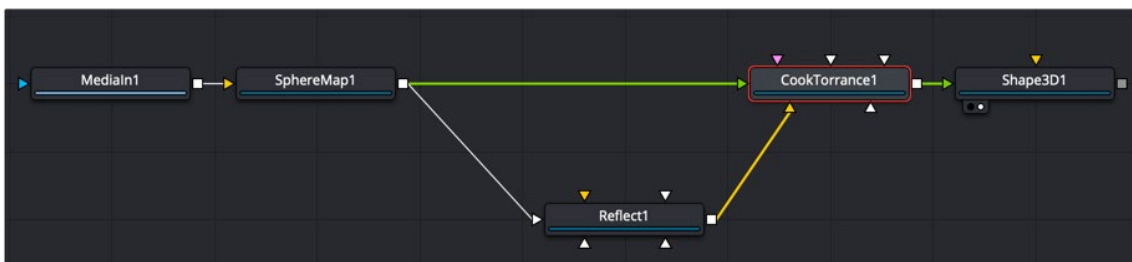 MediaIn1
SphereMap1
CookTorrance1
Shape3D1
Reflect1